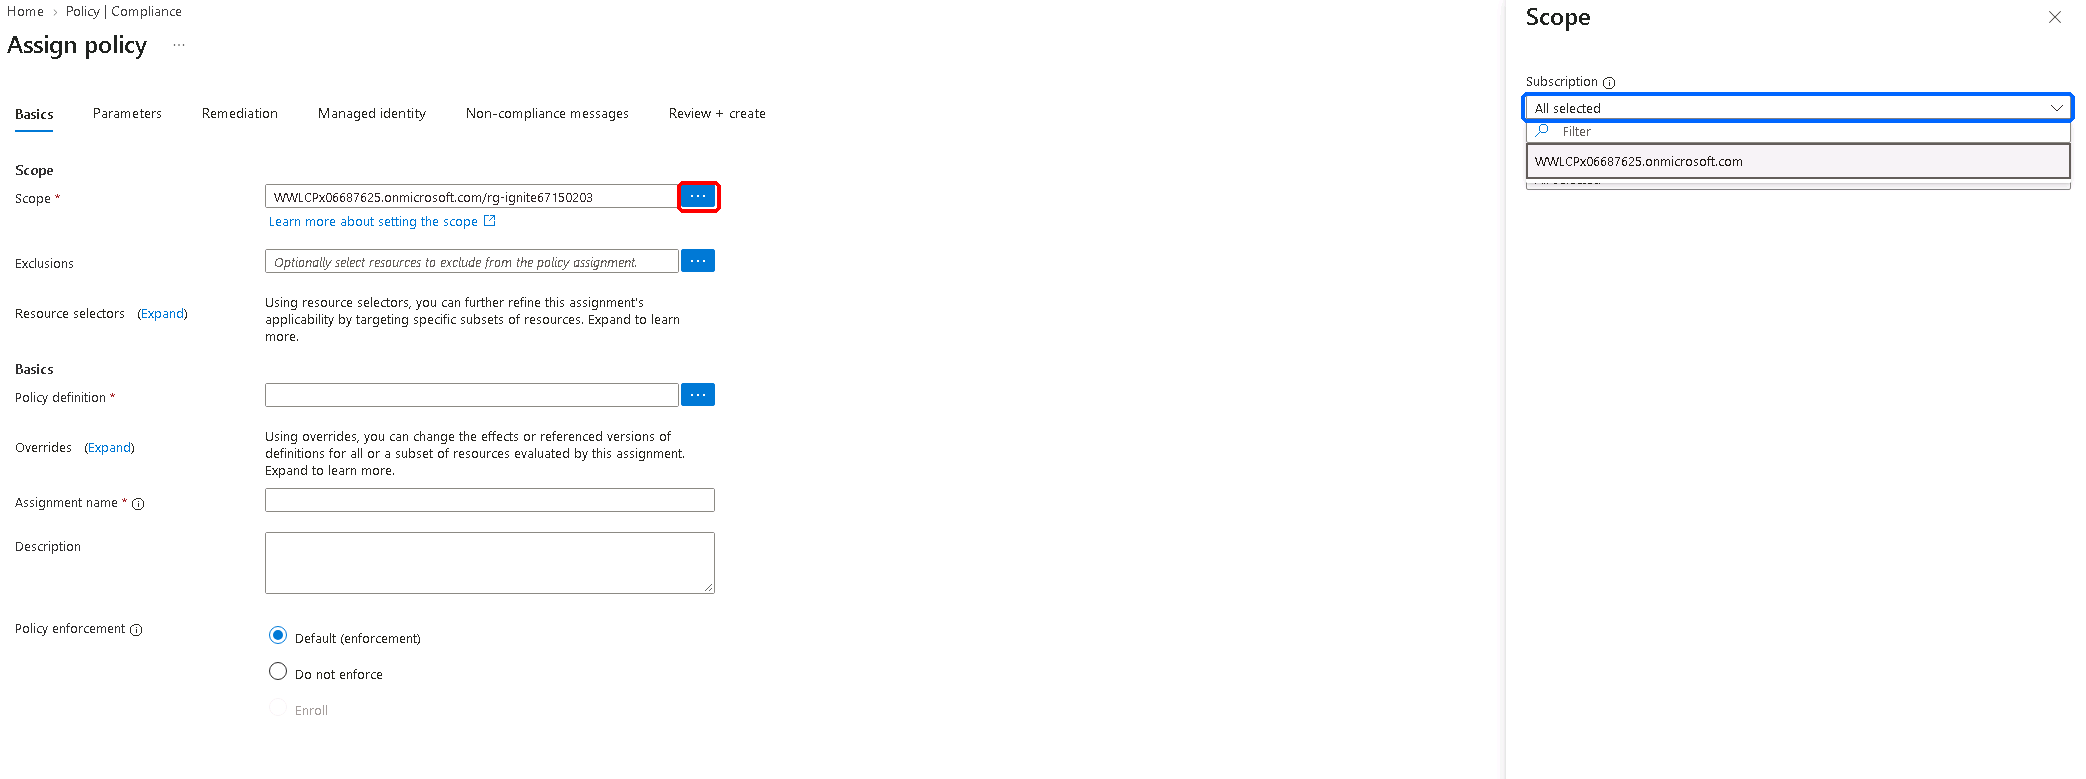 Home > Policy | Compliance
Assign policy ...
Basics Parameters Remediation Managed identity Non-compliance messages Review + create
Scope
Scope * WWLCPx06687625.onmicrosoft.com/rg-ignite67150203 ...
Learn more about setting the scope
Exclusions Optionally select resources to exclude from the policy assignment. ...
Resource selectors (Expand) Using resource selectors, you can further refine this assignment's
applicability by targeting specific subsets of resources. Expand to learn
more.
Basics
Policy definition * ...
Overrides (Expand) Using overrides, you can change the effects or referenced versions of
definitions for all or a subset of resources evaluated by this assignment.
Expand to learn more.
Assignment name *
Description
Policy enforcement
Default (enforcement)
Do not enforce
Enroll
Scope
Subscription
All selected
Filter
WWLCPx06687625.onmicrosoft.com